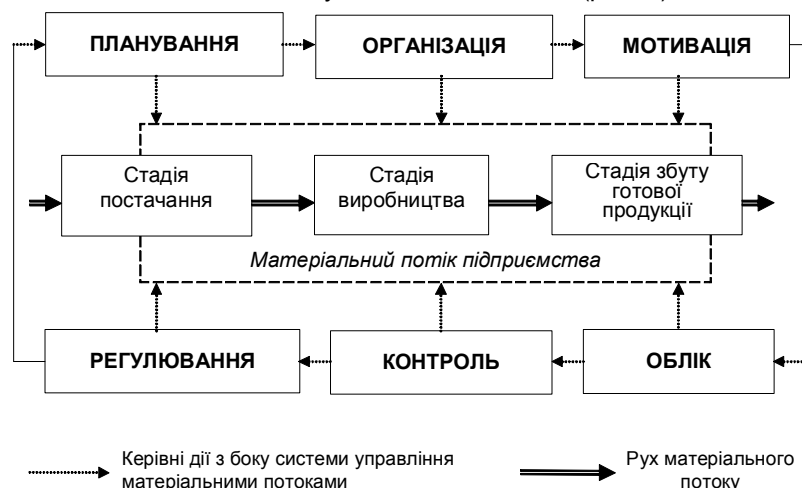 ПЛАНУВАННЯ
ОРГАНІЗАЦІЯ
МОТИВАЦІЯ
Стадія
постачання
Стадія
виробництва
Стадія збуту
готової
продукції
Матеріальний потік підприємства
РЕГУЛЮВАННЯ
КОНТРОЛЬ
ОБЛІК
Керівні дії з боку системи управління
матеріальними потоками
Рух матеріального
потоку